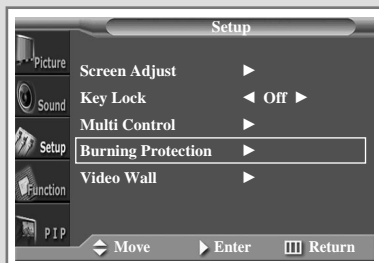 Setup
Picture
Sound
Setup
Function
PIP
Screen Adjust ►
Key Lock ◄ Off ►
Multi Control ►
Burning Protection ►
Video Wall ►
Move Enter Return